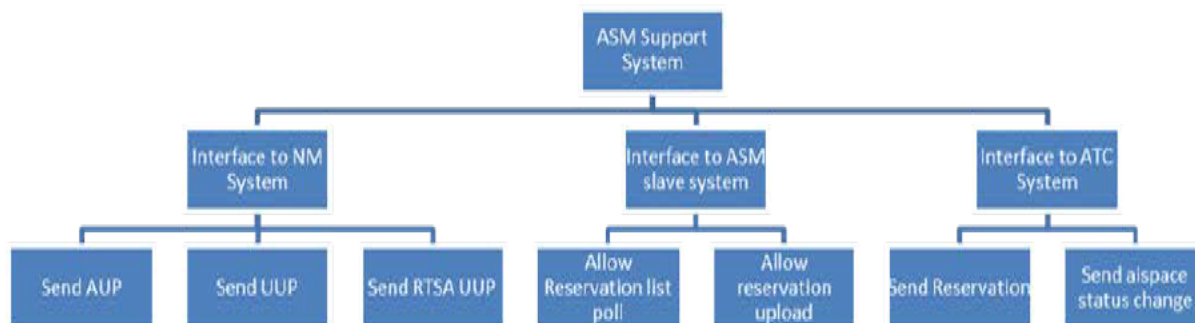 ASM Support
System
Interface to NM
System
Interface to ASM
slave system
Interface to ATC
System
Send AUP
Send UUP
Send RTSA UUP
Allow
Reservation list
poll
Allow
reservation
upload
Send Reservation
Send aispace
status change